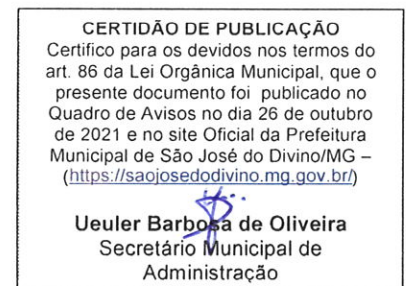 CERTIDÃO DE PUBLICAÇÃO
Certifico para os devidos nos termos do
art. 86 da Lei Orgânica Municipal, que o
presente documento foi publicado no
Quadro de Avisos no dia 26 de outubro
de 2021 e no site Oficial da Prefeitura
Municipal de São José do Divino/MG –
(https://saojosedodivino.mg.gov.br/)
Ueuler Barbosa de Oliveira
Secretário Municipal de
Administração